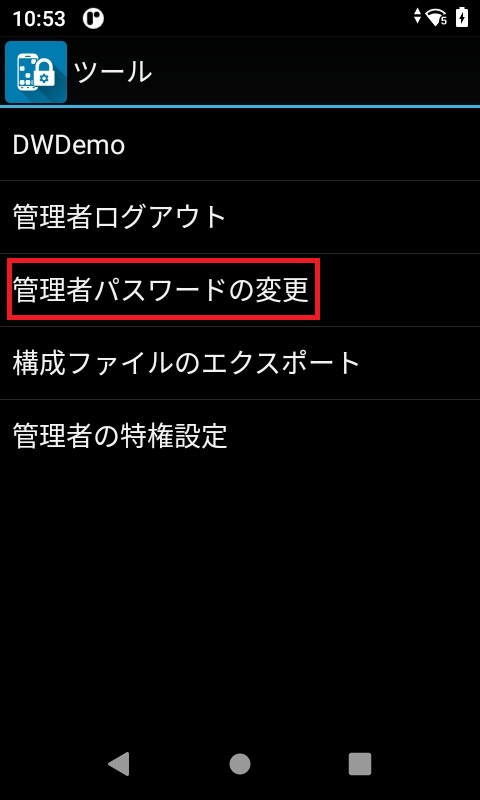 10:53
5
ツール
DWDemo
管理者ログアウト
管理者パスワードの変更
構成ファイルのエクスポート
管理者の特権設定